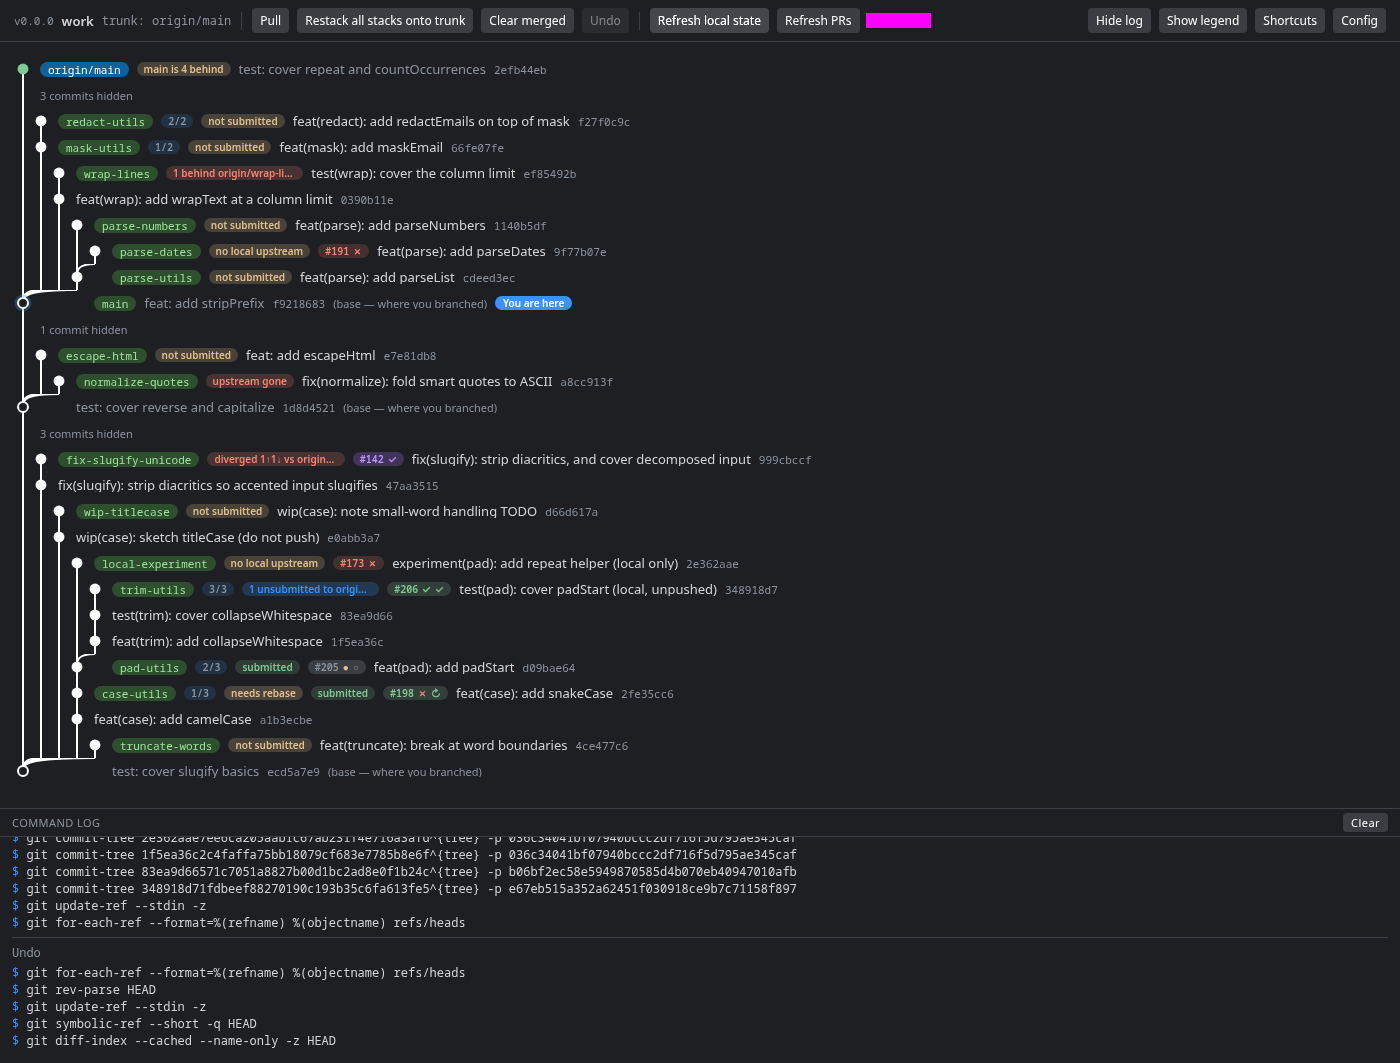 v0.0.0 work trunk: origin/main Pull Restack all stacks onto trunk Clear merged Undo Refresh local state Refresh PRs Hide log Show legend Shortcuts Config
origin/main main is 4 behind test: cover repeat and countOccurrences 2efb44eb
3 commits hidden
redact-utils 2/2 not submitted feat(redact): add redactEmails on top of mask f27f0c9c
mask-utils 1/2 not submitted feat(mask): add maskEmail 66fe07fe
wrap-lines 1 behind origin/wrap-li... test(wrap): cover the column limit ef85492b
feat(wrap): add wrapText at a column limit 0390b11e
parse-numbers not submitted feat(parse): add parseNumbers 1140b5df
parse-dates no local upstream #191 × feat(parse): add parseDates 9f77b07e
parse-utils not submitted feat(parse): add parseList cdeed3ec
main feat: add stripPrefix f9218683 (base — where you branched) You are here
1 commit hidden
escape-html not submitted feat: add escapeHtml e7e81db8
normalize-quotes upstream gone fix(normalize): fold smart quotes to ASCII a8cc913f
test: cover reverse and capitalize 1d8d4521 (base — where you branched)
3 commits hidden
fix-slugify-unicode diverged 1↑1↓ vs origin... #142 ✓ fix(slugify): strip diacritics, and cover decomposed input 999cbccf
fix(slugify): strip diacritics so accented input slugifies 47aa3515
wip-titlecase not submitted wip(case): note small-word handling TODO d66d617a
wip(case): sketch titleCase (do not push) e0abb3a7
local-experiment no local upstream #173 × experiment(pad): add repeat helper (local only) 2e362aae
trim-utils 3/3 1 unsubmitted to origi... #206 ✓ ✓ test(pad): cover padStart (local, unpushed) 348918d7
test(trim): cover collapseWhitespace 83ea9d66
feat(trim): add collapseWhitespace 1f5ea36c
pad-utils 2/3 submitted #205 ● ○ feat(pad): add padStart d09bae64
case-utils 1/3 needs rebase submitted #198 × ↻ feat(case): add snakeCase 2fe35cc6
feat(case): add camelCase a1b3ecbe
truncate-words not submitted feat(truncate): break at word boundaries 4ce477c6
test: cover slugify basics ecd5a7e9 (base — where you branched)
COMMAND LOG Clear
$ git commit-tree 2e362aae7ee6ca205aab1c67ab231f4e716a3afd^{tree} -p 036c34041bf07940bccc2df716f5d795ae345caf
$ git commit-tree 1f5ea36c2c4faffa75bb18079cf683e7785b8e6f^{tree} -p 036c34041bf07940bccc2df716f5d795ae345caf
$ git commit-tree 83ea9d66571c7051a8827b00d1bc2ad8e0f1b24c^{tree} -p b06bf2ec58e5949870585d4b070eb40947010afb
$ git commit-tree 348918d71fdbeef88270190c193b35c6fa613fe5^{tree} -p e67eb515a352a62451f030918ce9b7c71158f897
$ git update-ref --stdin -z
$ git for-each-ref --format=%(refname) %(objectname) refs/heads
Undo
$ git for-each-ref --format=%(refname) %(objectname) refs/heads
$ git rev-parse HEAD
$ git update-ref --stdin -z
$ git symbolic-ref --short -q HEAD
$ git diff-index --cached --name-only -z HEAD